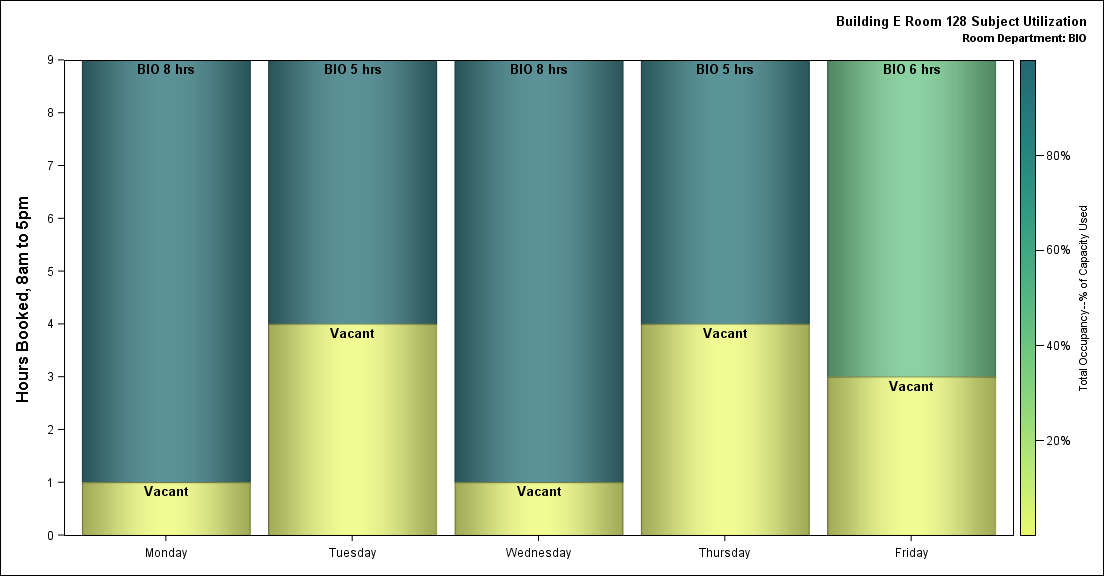 Building E Room 128 Subject Utilization
Room Department: BIO
Hours Booked, 8am to 5pm
9
8
7
6
5
4
3
2
1
0
BIO 8 hrs
Vacant
BIO 5 hrs
Vacant
BIO 8 hrs
Vacant
BIO 5 hrs
Vacant
BIO 6 hrs
Vacant
Monday
Tuesday
Wednesday
Thursday
Friday
80%
60%
40%
20%
Total Occupancy--% of Capacity Used